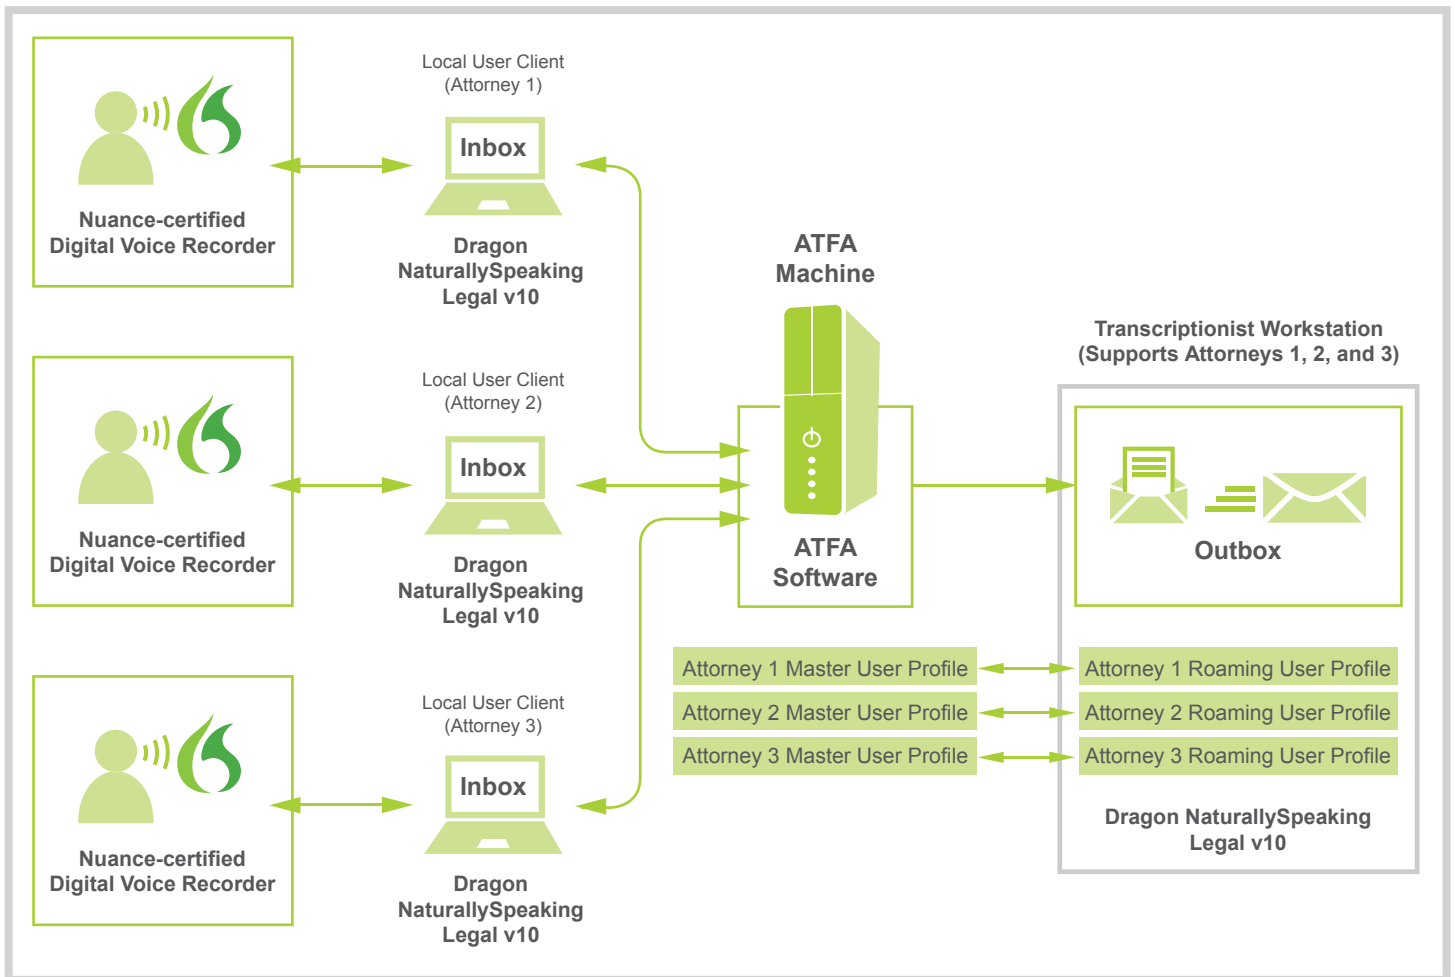 Local User Client
(Attorney 1)
Inbox
Nuance-certified
Digital Voice Recorder
Dragon
NaturallySpeaking
Legal v10
Local User Client
(Attorney 2)
Inbox
Nuance-certified
Digital Voice Recorder
Dragon
NaturallySpeaking
Legal v10
Local User Client
(Attorney 3)
Inbox
Nuance-certified
Digital Voice Recorder
Dragon
NaturallySpeaking
Legal v10
ATFA
Machine
ATFA
Software
Transcriptionist Workstation
(Supports Attorneys 1, 2, and 3)
Outbox
Attorney 1 Master User Profile
Attorney 1 Roaming User Profile
Attorney 2 Master User Profile
Attorney 2 Roaming User Profile
Attorney 3 Master User Profile
Attorney 3 Roaming User Profile
Dragon NaturallySpeaking
Legal v10